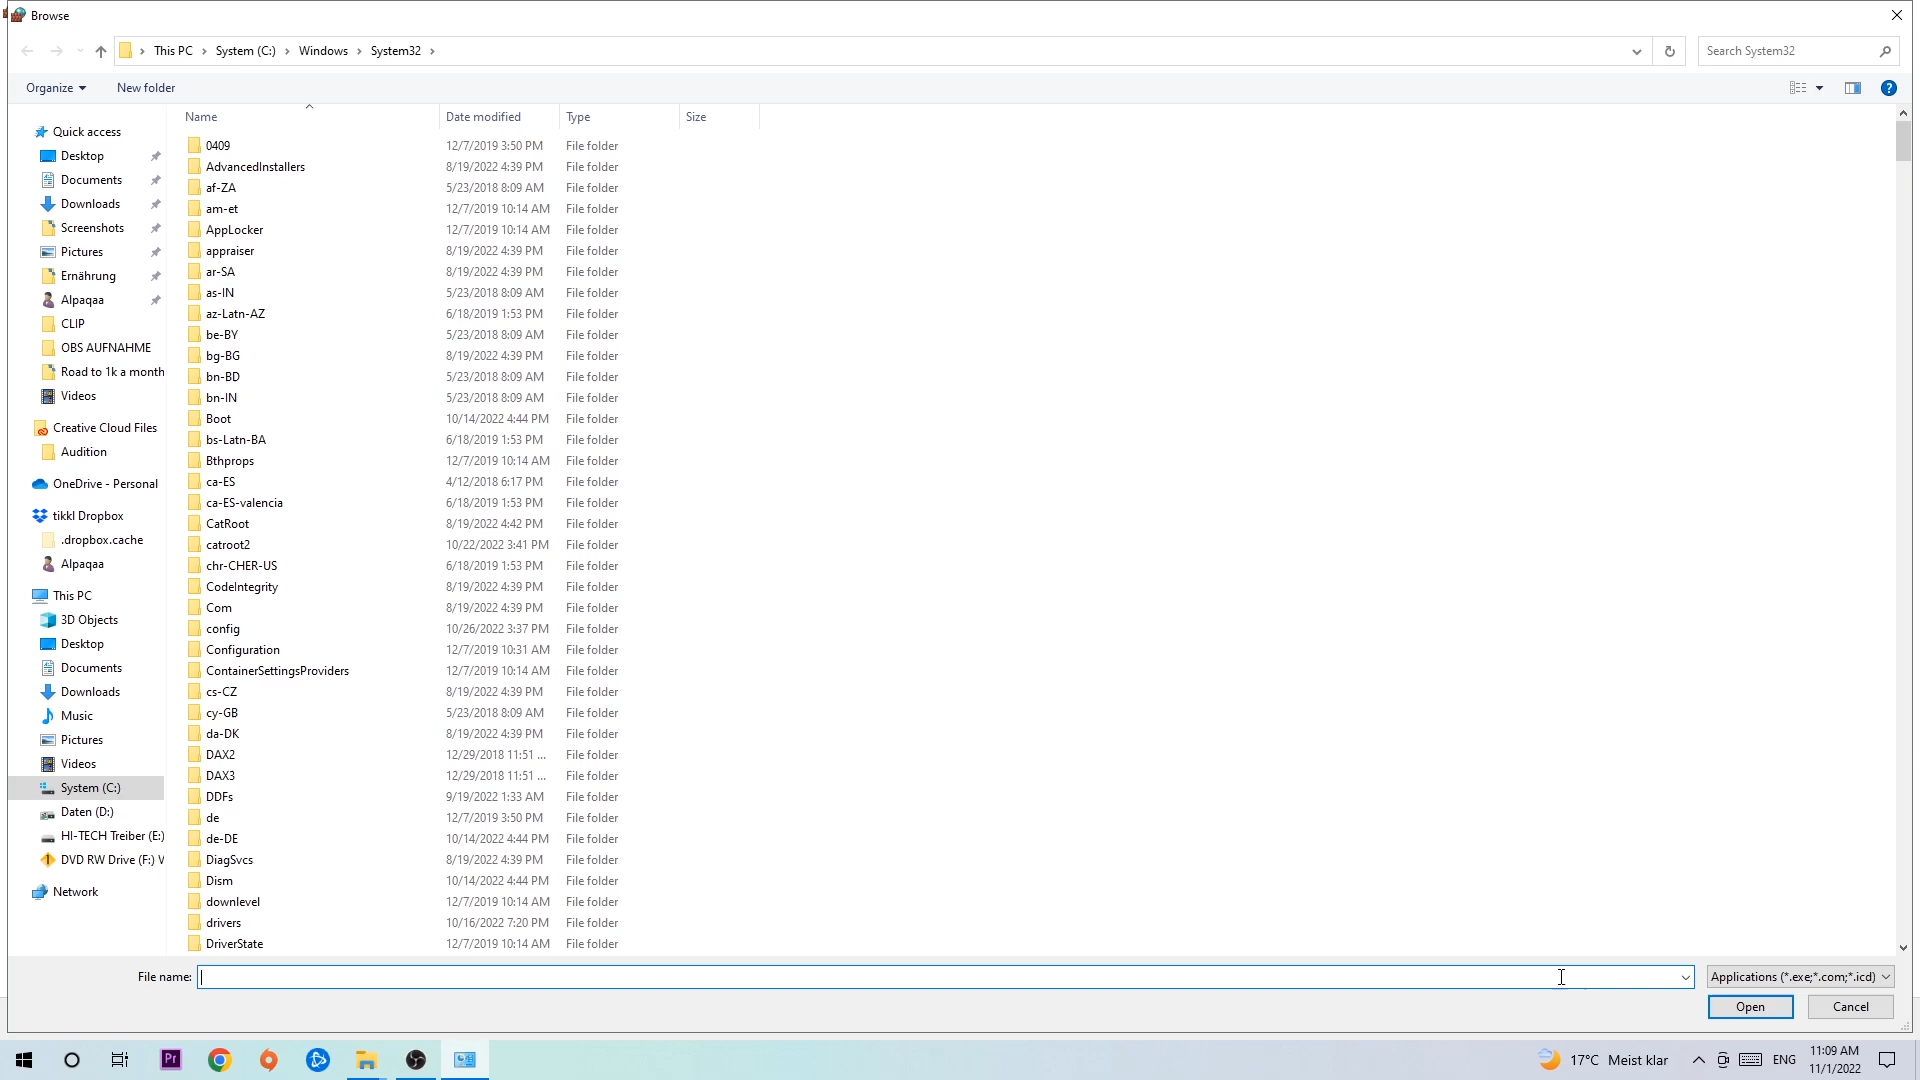 Browse
This PC > System (C:) > Windows > System32 >
Search System32
Organize
New folder
Name
Date modified
Type
Size
Quick access
Desktop
Documents
Downloads
Screenshots
Pictures
Ernährung
Alpaqaa
CLIP
OBS AUFNAHME
Road to 1k a month
Videos
Creative Cloud Files
Audition
OneDrive - Personal
tikkl Dropbox
.dropbox.cache
Alpaqaa
This PC
3D Objects
Desktop
Documents
Downloads
Music
Pictures
Videos
System (C:)
Daten (D:)
HI-TECH Treiber (E:)
DVD RW Drive (F:) V
Network
0409 12/7/2019 3:50 PM File folder
AdvancedInstallers 8/19/2022 4:39 PM File folder
af-ZA 5/23/2018 8:09 AM File folder
am-et 12/7/2019 10:14 AM File folder
AppLocker 12/7/2019 10:14 AM File folder
appraiser 8/19/2022 4:39 PM File folder
ar-SA 8/19/2022 4:39 PM File folder
as-IN 5/23/2018 8:09 AM File folder
az-Latn-AZ 6/18/2019 1:53 PM File folder
be-BY 5/23/2018 8:09 AM File folder
bg-BG 8/19/2022 4:39 PM File folder
bn-BD 5/23/2018 8:09 AM File folder
bn-IN 5/23/2018 8:09 AM File folder
Boot 10/14/2022 4:44 PM File folder
bs-Latn-BA 6/18/2019 1:53 PM File folder
Bthprops 12/7/2019 10:14 AM File folder
ca-ES 4/12/2018 6:17 PM File folder
ca-ES-valencia 6/18/2019 1:53 PM File folder
CatRoot 8/19/2022 4:42 PM File folder
catroot2 10/22/2022 3:41 PM File folder
chr-CHER-US 6/18/2019 1:53 PM File folder
CodeIntegrity 8/19/2022 4:39 PM File folder
Com 8/19/2022 4:39 PM File folder
config 10/26/2022 3:37 PM File folder
Configuration 12/7/2019 10:31 AM File folder
ContainerSettingsProviders 12/7/2019 10:14 AM File folder
cs-CZ 8/19/2022 4:39 PM File folder
cy-GB 5/23/2018 8:09 AM File folder
da-DK 8/19/2022 4:39 PM File folder
DAX2 12/29/2018 11:51 ... File folder
DAX3 12/29/2018 11:51 ... File folder
DDFs 9/19/2022 1:33 AM File folder
de 12/7/2019 3:50 PM File folder
de-DE 10/14/2022 4:44 PM File folder
DiagSvcs 8/19/2022 4:39 PM File folder
Dism 10/14/2022 4:44 PM File folder
downlevel 12/7/2019 10:14 AM File folder
drivers 10/16/2022 7:20 PM File folder
DriverState 12/7/2019 10:14 AM File folder
File name:
Applications (*.exe;*.com;*.icd)
Open
Cancel
Pr
17°C Meist klar
ENG
11:09 AM
11/1/2022